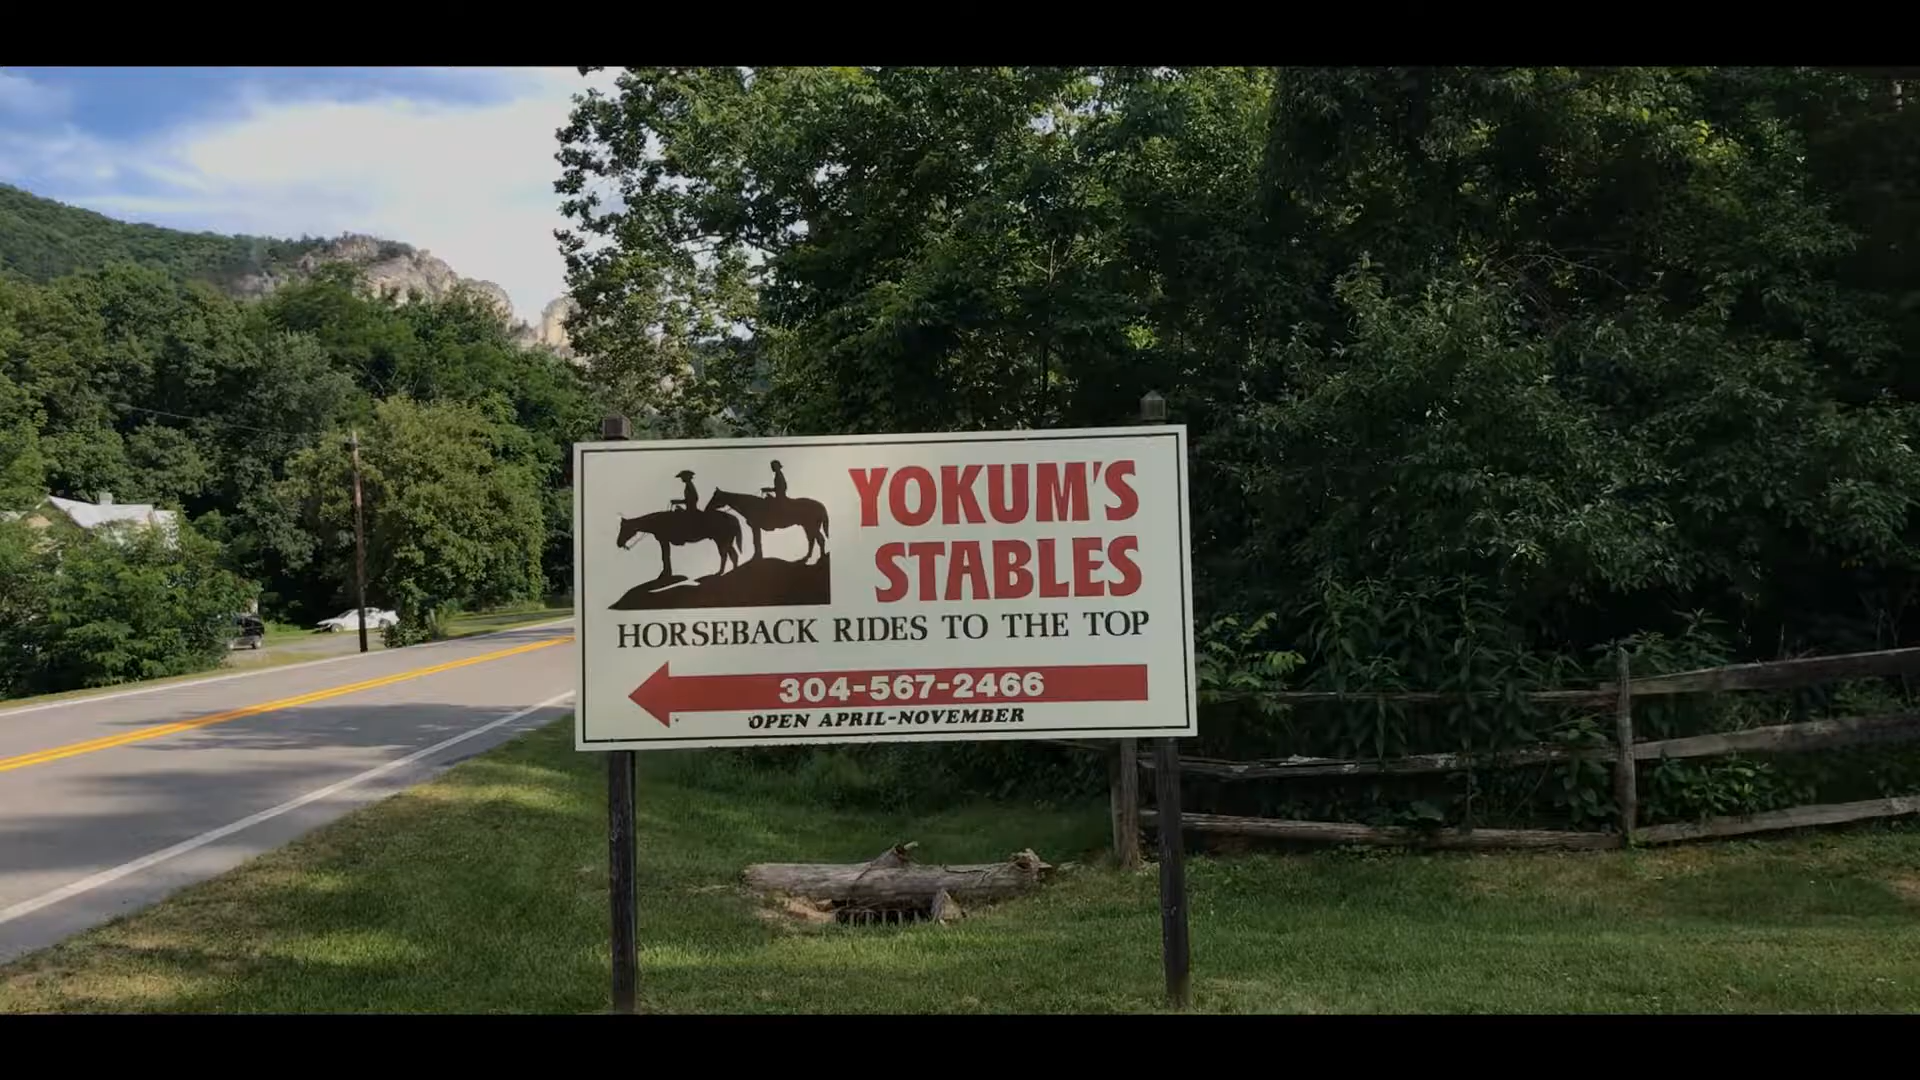 YOKUM'S
STABLES
HORSEBACK RIDES TO THE TOP
304-567-2466
OPEN APRIL-NOVEMBER